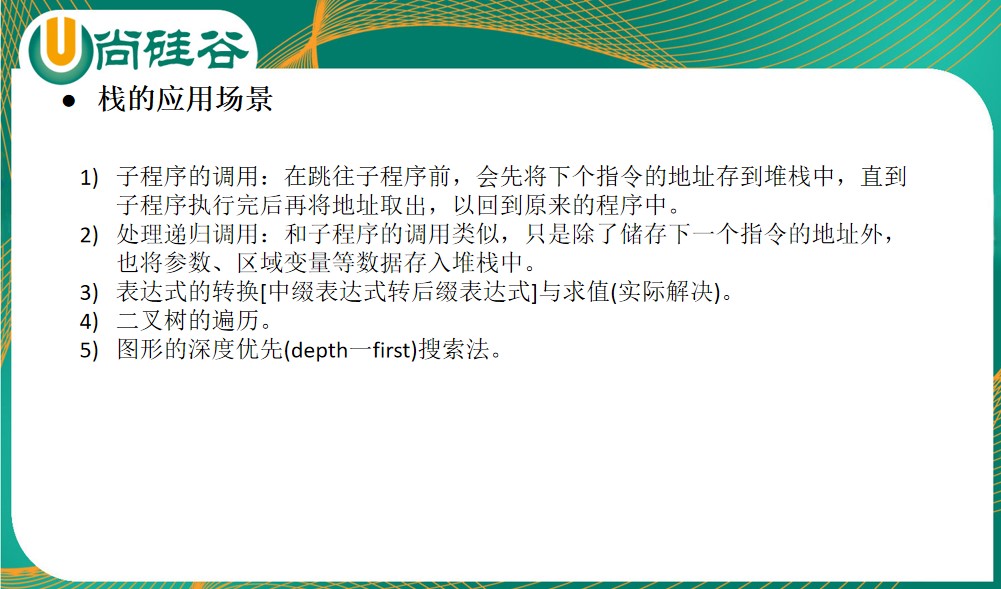 尚硅谷
● 栈的应用场景
1) 子程序的调用：在跳往子程序前，会先将下个指令的地址存到堆栈中，直到
子程序执行完后再将地址取出，以回到原来的程序中。
2) 处理递归调用：和子程序的调用类似，只是除了储存下一个指令的地址外，
也将参数、区域变量等数据存入堆栈中。
3) 表达式的转换[中缀表达式转后缀表达式]与求值(实际解决)。
4) 二叉树的遍历。
5) 图形的深度优先(depth一first)搜索法。